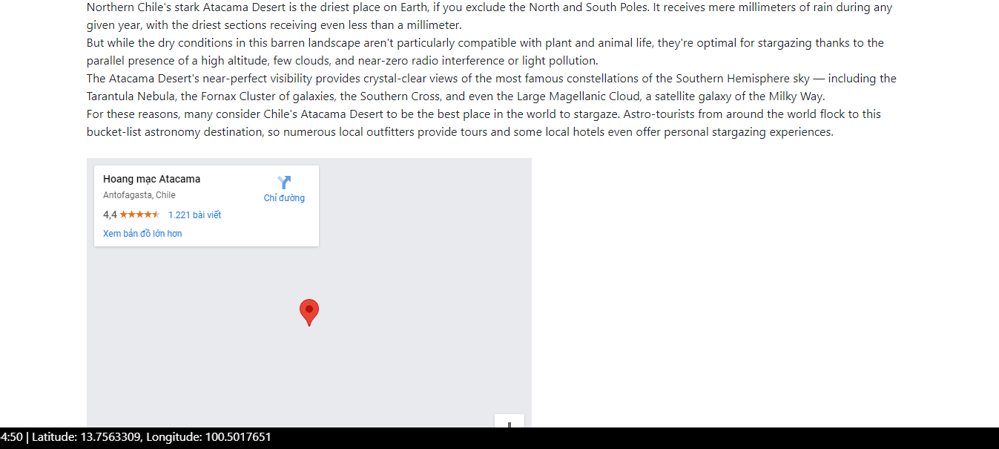 Northern Chile's stark Atacama Desert is the driest place on Earth, if you exclude the North and South Poles. It receives mere millimeters of rain during any
given year, with the driest sections receiving even less than a millimeter.
But while the dry conditions in this barren landscape aren't particularly compatible with plant and animal life, they're optimal for stargazing thanks to the
parallel presence of a high altitude, few clouds, and near-zero radio interference or light pollution.
The Atacama Desert's near-perfect visibility provides crystal-clear views of the most famous constellations of the Southern Hemisphere sky — including the
Tarantula Nebula, the Fornax Cluster of galaxies, the Southern Cross, and even the Large Magellanic Cloud, a satellite galaxy of the Milky Way.
For these reasons, many consider Chile's Atacama Desert to be the best place in the world to stargaze. Astro-tourists from around the world flock to this
bucket-list astronomy destination, so numerous local outfitters provide tours and some local hotels even offer personal stargazing experiences.
Hoang mạc Atacama
Antofagasta, Chile
Chỉ đường
4,4 1.221 bài viết
Xem bản đồ lớn hơn
4:50 | Latitude: 13.7563309, Longitude: 100.5017651